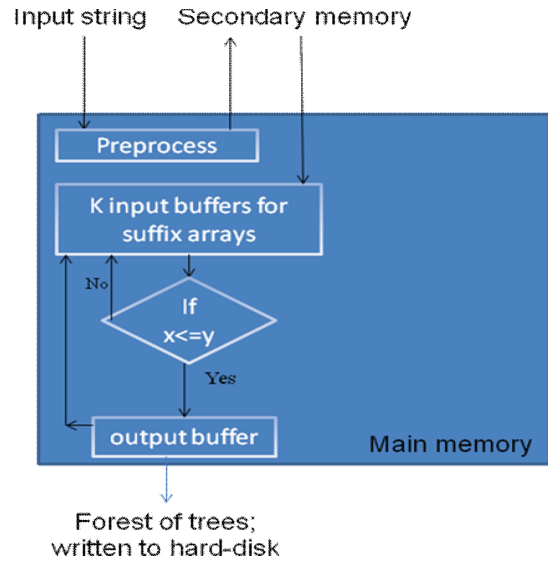 Input string
Secondary memory
Preprocess
K input buffers for
suffix arrays
No
If
x<=y
Yes
output buffer
Main memory
Forest of trees;
written to hard-disk